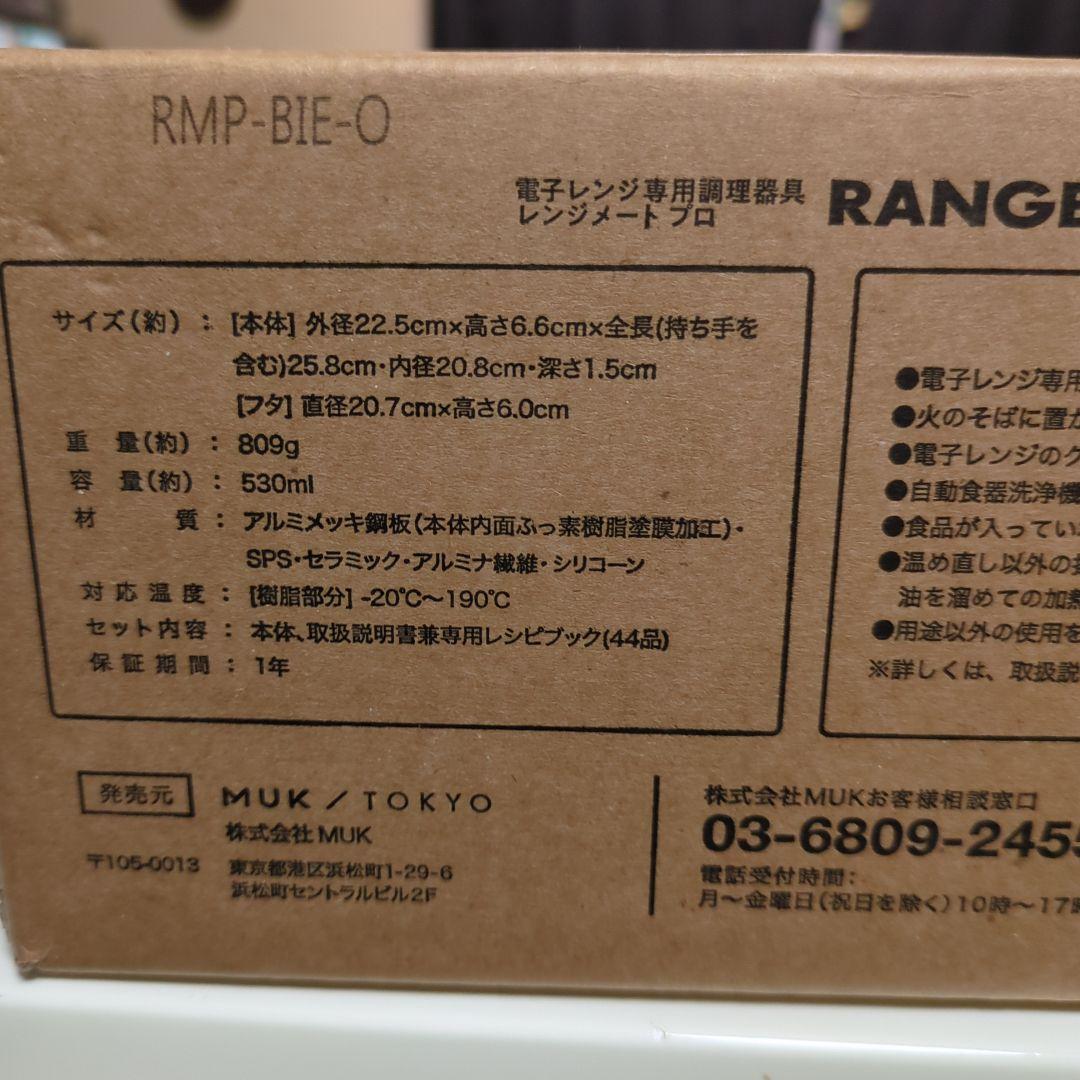 RMP-BIE-O
電子レンジ専用調理器具
レンジメート プロ
RANGE
サイズ(約)：[本体] 外径22.5cm×高さ6.6cm×全長(持ち手を
含む)25.8cm・内径20.8cm・深さ1.5cm
[フタ] 直径20.7cm×高さ6.0cm
重量(約)：809g
容量(約)：530ml
材質：アルミメッキ鋼板(本体内面ふっ素樹脂塗膜加工)・
SPS・セラミック・アルミナ繊維・シリコーン
対応温度：[樹脂部分] -20℃〜190℃
セット内容：本体、取扱説明書兼専用レシピブック(44品)
保証期間：1年
●電子レンジ専用
●火のそばに置か
●電子レンジのク
●自動食器洗浄機
●食品が入ってい
●温め直し以外の
油を溜めての加熱
●用途以外の使用を
※詳しくは、取扱説
発売元
MUK / TOKYO
株式会社MUK
〒105-0013 東京都港区浜松町1-29-6
浜松町セントラルビル2F
株式会社MUKお客様相談窓口
03-6809-2455
電話受付時間：
月〜金曜日(祝日を除く)10時〜17時